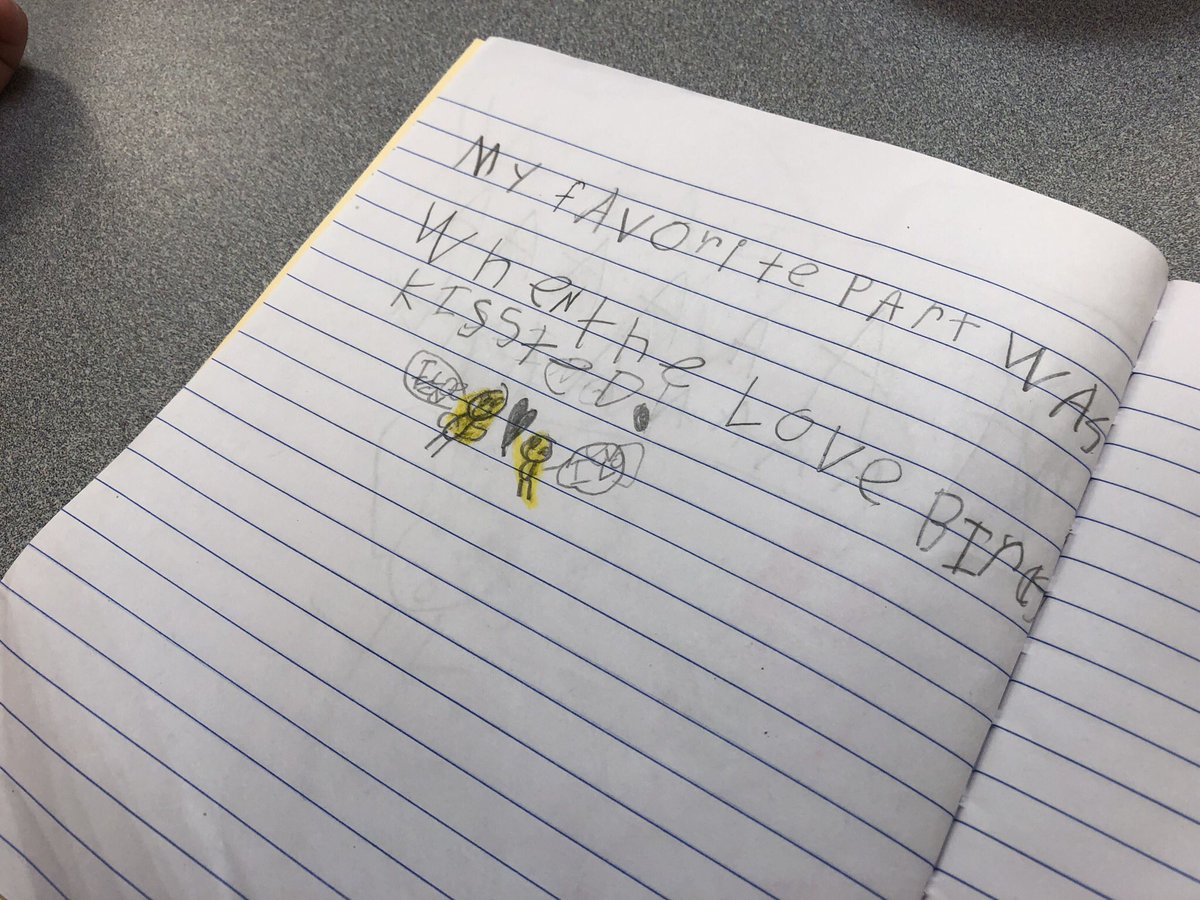 My fAvorite PArt WAS
When the Love BIrds
KISSteD.